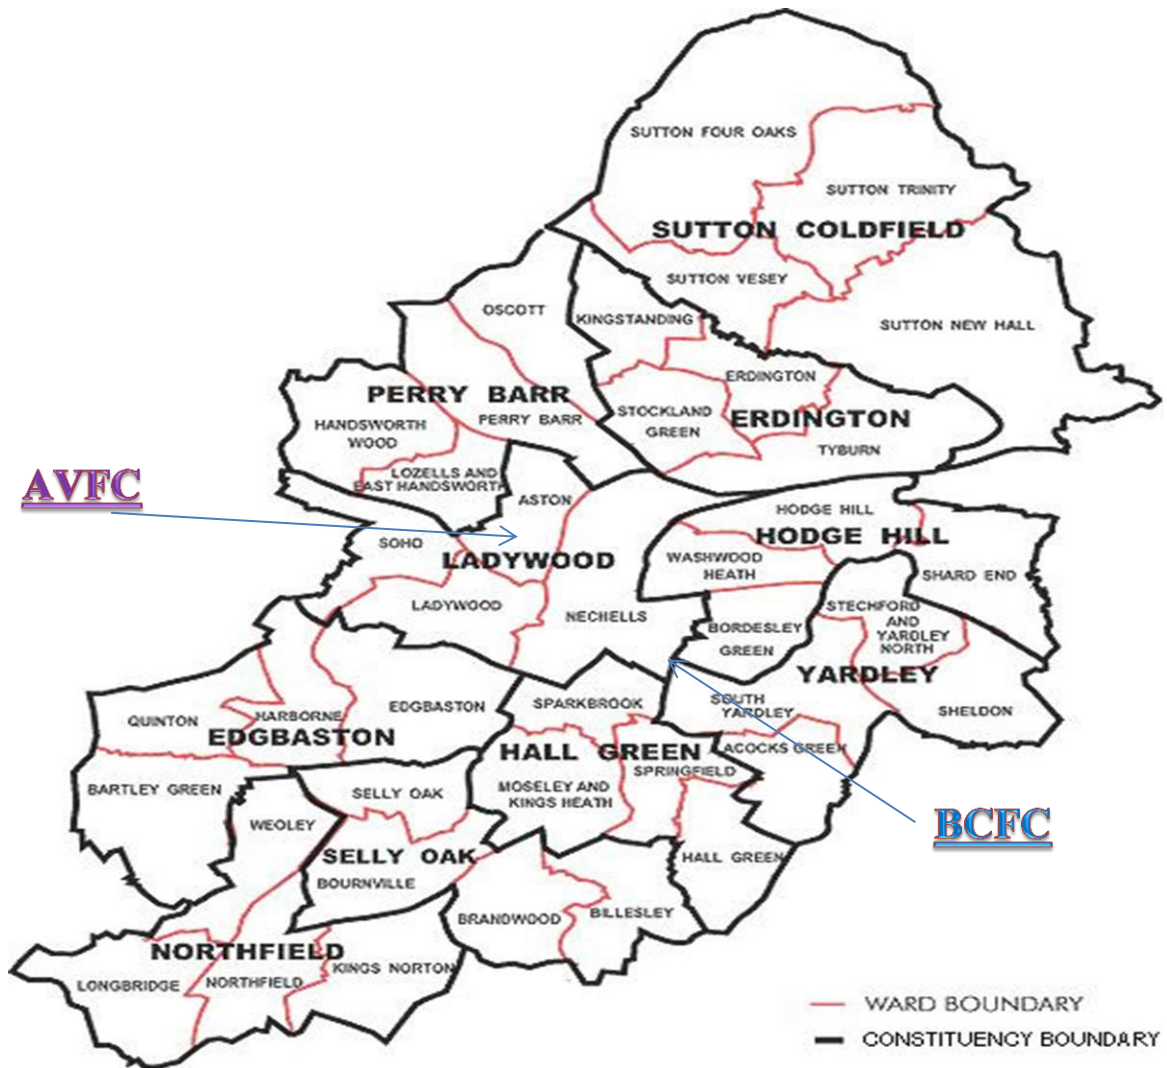 SUTTON FOUR OAKS
SUTTON TRINITY
SUTTON COLDFIELD
SUTTON VESEY
OSCOTT
KINGSTANDING
SUTTON NEW HALL
ERDINGTON
PERRY BARR
STOCKLAND
GREEN
ERDINGTON
PERRY BARR
HANDSWORTH
WOOD
TYBURN
LOZELLS AND
EAST HANDSWORTH
AVFC
ASTON
HODGE HILL
HODGE HILL
SOHO
LADYWOOD
WASHWOOD
HEATH
SHARD END
LADYWOOD
NECHELLS
STECHFORD
AND
YARDLEY
NORTH
BORDESLEY
GREEN
YARDLEY
SPARKBROOK
EDGBASTON
SOUTH
YARDLEY
SHELDON
QUINTON
HARBORNE
EDGBASTON
HALL GREEN
ACOCKS GREEN
SPRINGFIELD
BARTLEY GREEN
SELLY OAK
MOSELEY AND
KINGS HEATH
WEOLEY
BCFC
SELLY OAK
HALL GREEN
BOURNVILLE
BRANDWOOD
BILLESLEY
NORTHFIELD
KINGS NORTON
LONGBRIDGE
NORTHFIELD
WARD BOUNDARY
CONSTITUENCY BOUNDARY